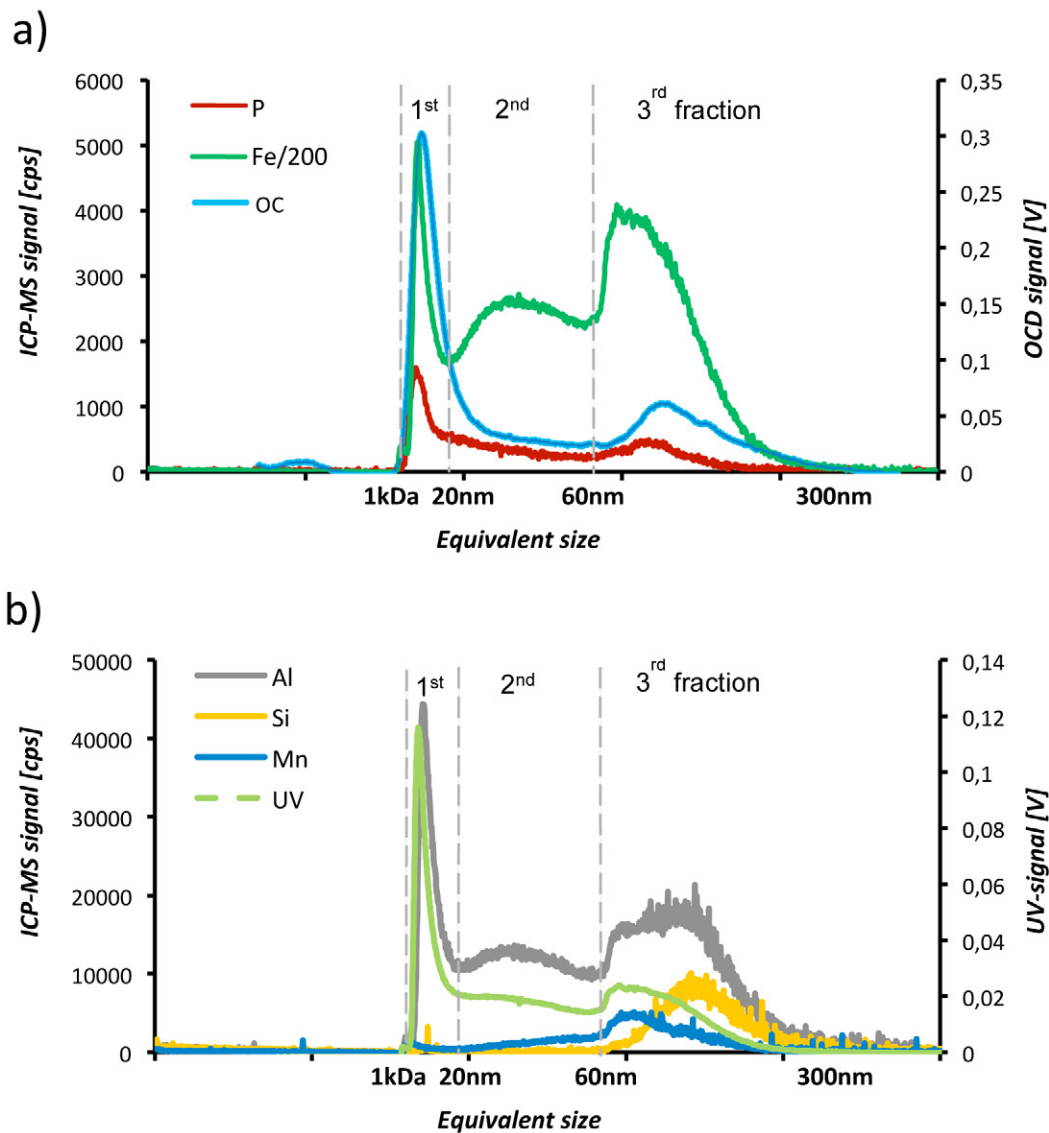 a)
6000
5000
4000
3000
2000
1000
0
ICP-MS signal [cps]
P
Fe/200
OC
1st
2nd
3rd fraction
0,35
0,3
0,25
0,2
0,15
0,1
0,05
0
OCD signal [V]
1kDa 20nm 60nm 300nm
Equivalent size
b)
50000
40000
30000
20000
10000
0
ICP-MS signal [cps]
Al
Si
Mn
UV
1st
2nd
3rd fraction
0,14
0,12
0,1
0,08
0,06
0,04
0,02
0
UV-signal [V]
1kDa 20nm 60nm 300nm
Equivalent size